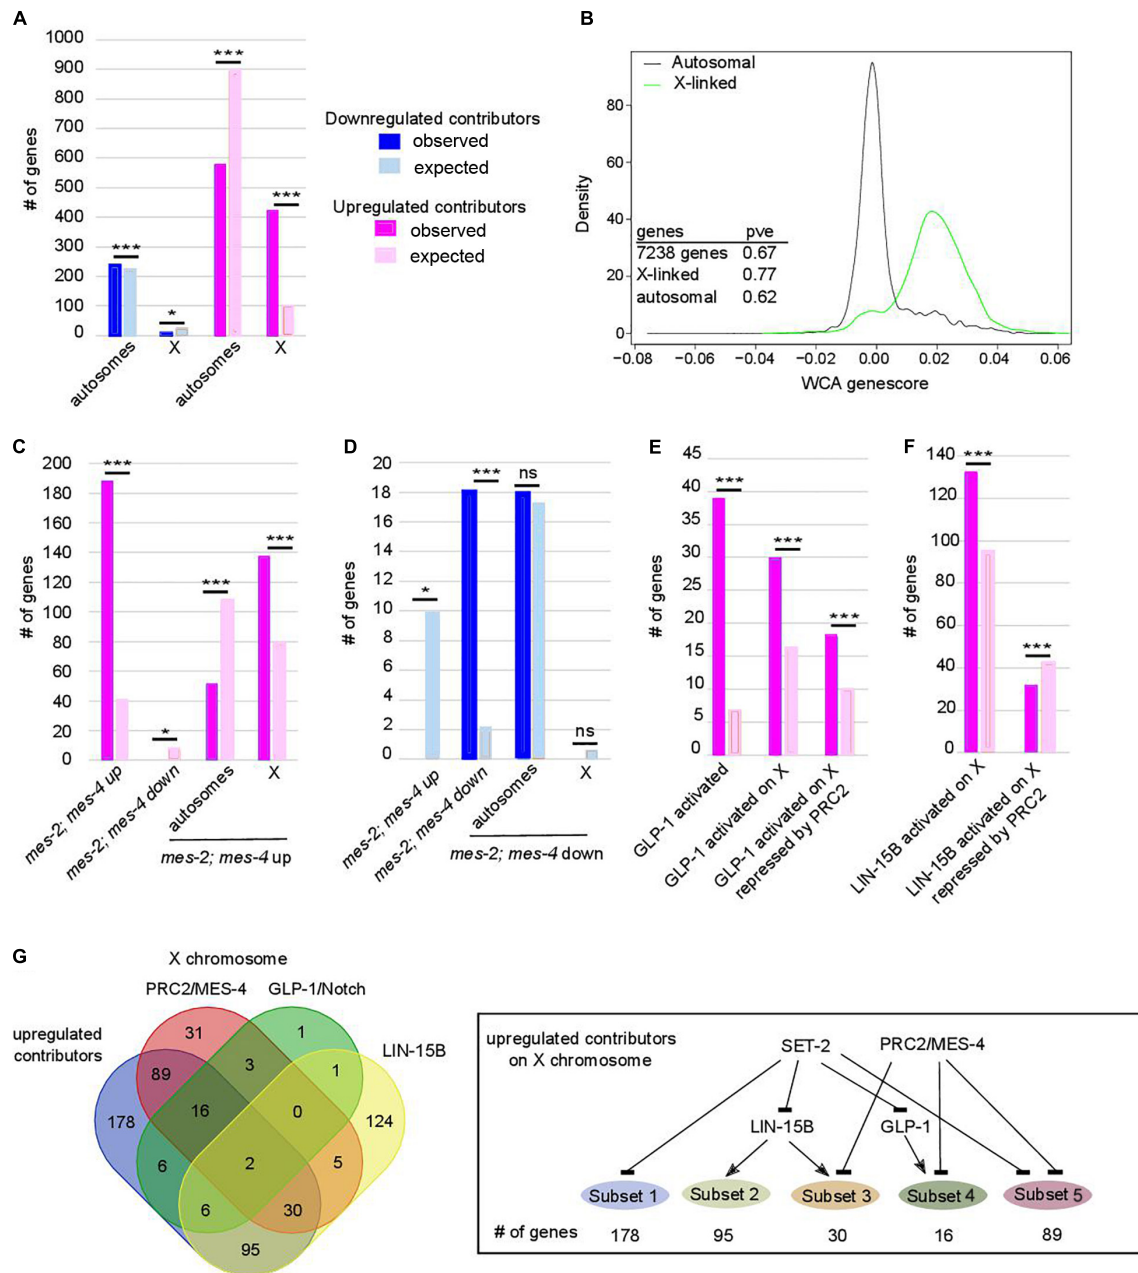 A
1000
900
800
700
600
500
400
300
200
100
0
# of genes
***
*
***
***
autosomes
X
autosomes
X
Downregulated contributors
observed
expected
Upregulated contributors
observed
expected
B
Autosomal
X-linked
80
60
40
20
0
Density
genes pve
7238 genes 0.67
X-linked 0.77
autosomal 0.62
−0.08 −0.06 −0.04 −0.02 0.00 0.02 0.04 0.06
WCA genescore
C
200
180
160
140
120
100
80
60
40
20
0
# of genes
***
*
***
***
mes-2; mes-4 up
mes-2; mes-4 down
autosomes
X
mes-2; mes-4 up
D
20
18
16
14
12
10
8
6
4
2
0
# of genes
*
***
ns
ns
mes-2; mes-4 up
mes-2; mes-4 down
autosomes
X
mes-2; mes-4 down
E
45
40
35
30
25
20
15
10
5
0
# of genes
***
***
***
GLP-1 activated
GLP-1 activated on X
GLP-1 activated on X
repressed by PRC2
F
140
120
100
80
60
40
20
0
# of genes
***
***
LIN-15B activated on X
LIN-15B activated on X
repressed by PRC2
G
X chromosome
PRC2/MES-4 GLP-1/Notch
upregulated
contributors
LIN-15B
31
1
89
3
1
178
16
0
124
6
2
5
6
30
95
upregulated contributors
on X chromosome
SET-2 PRC2/MES-4
LIN-15B GLP-1
Subset 1 Subset 2 Subset 3 Subset 4 Subset 5
# of genes 178 95 30 16 89